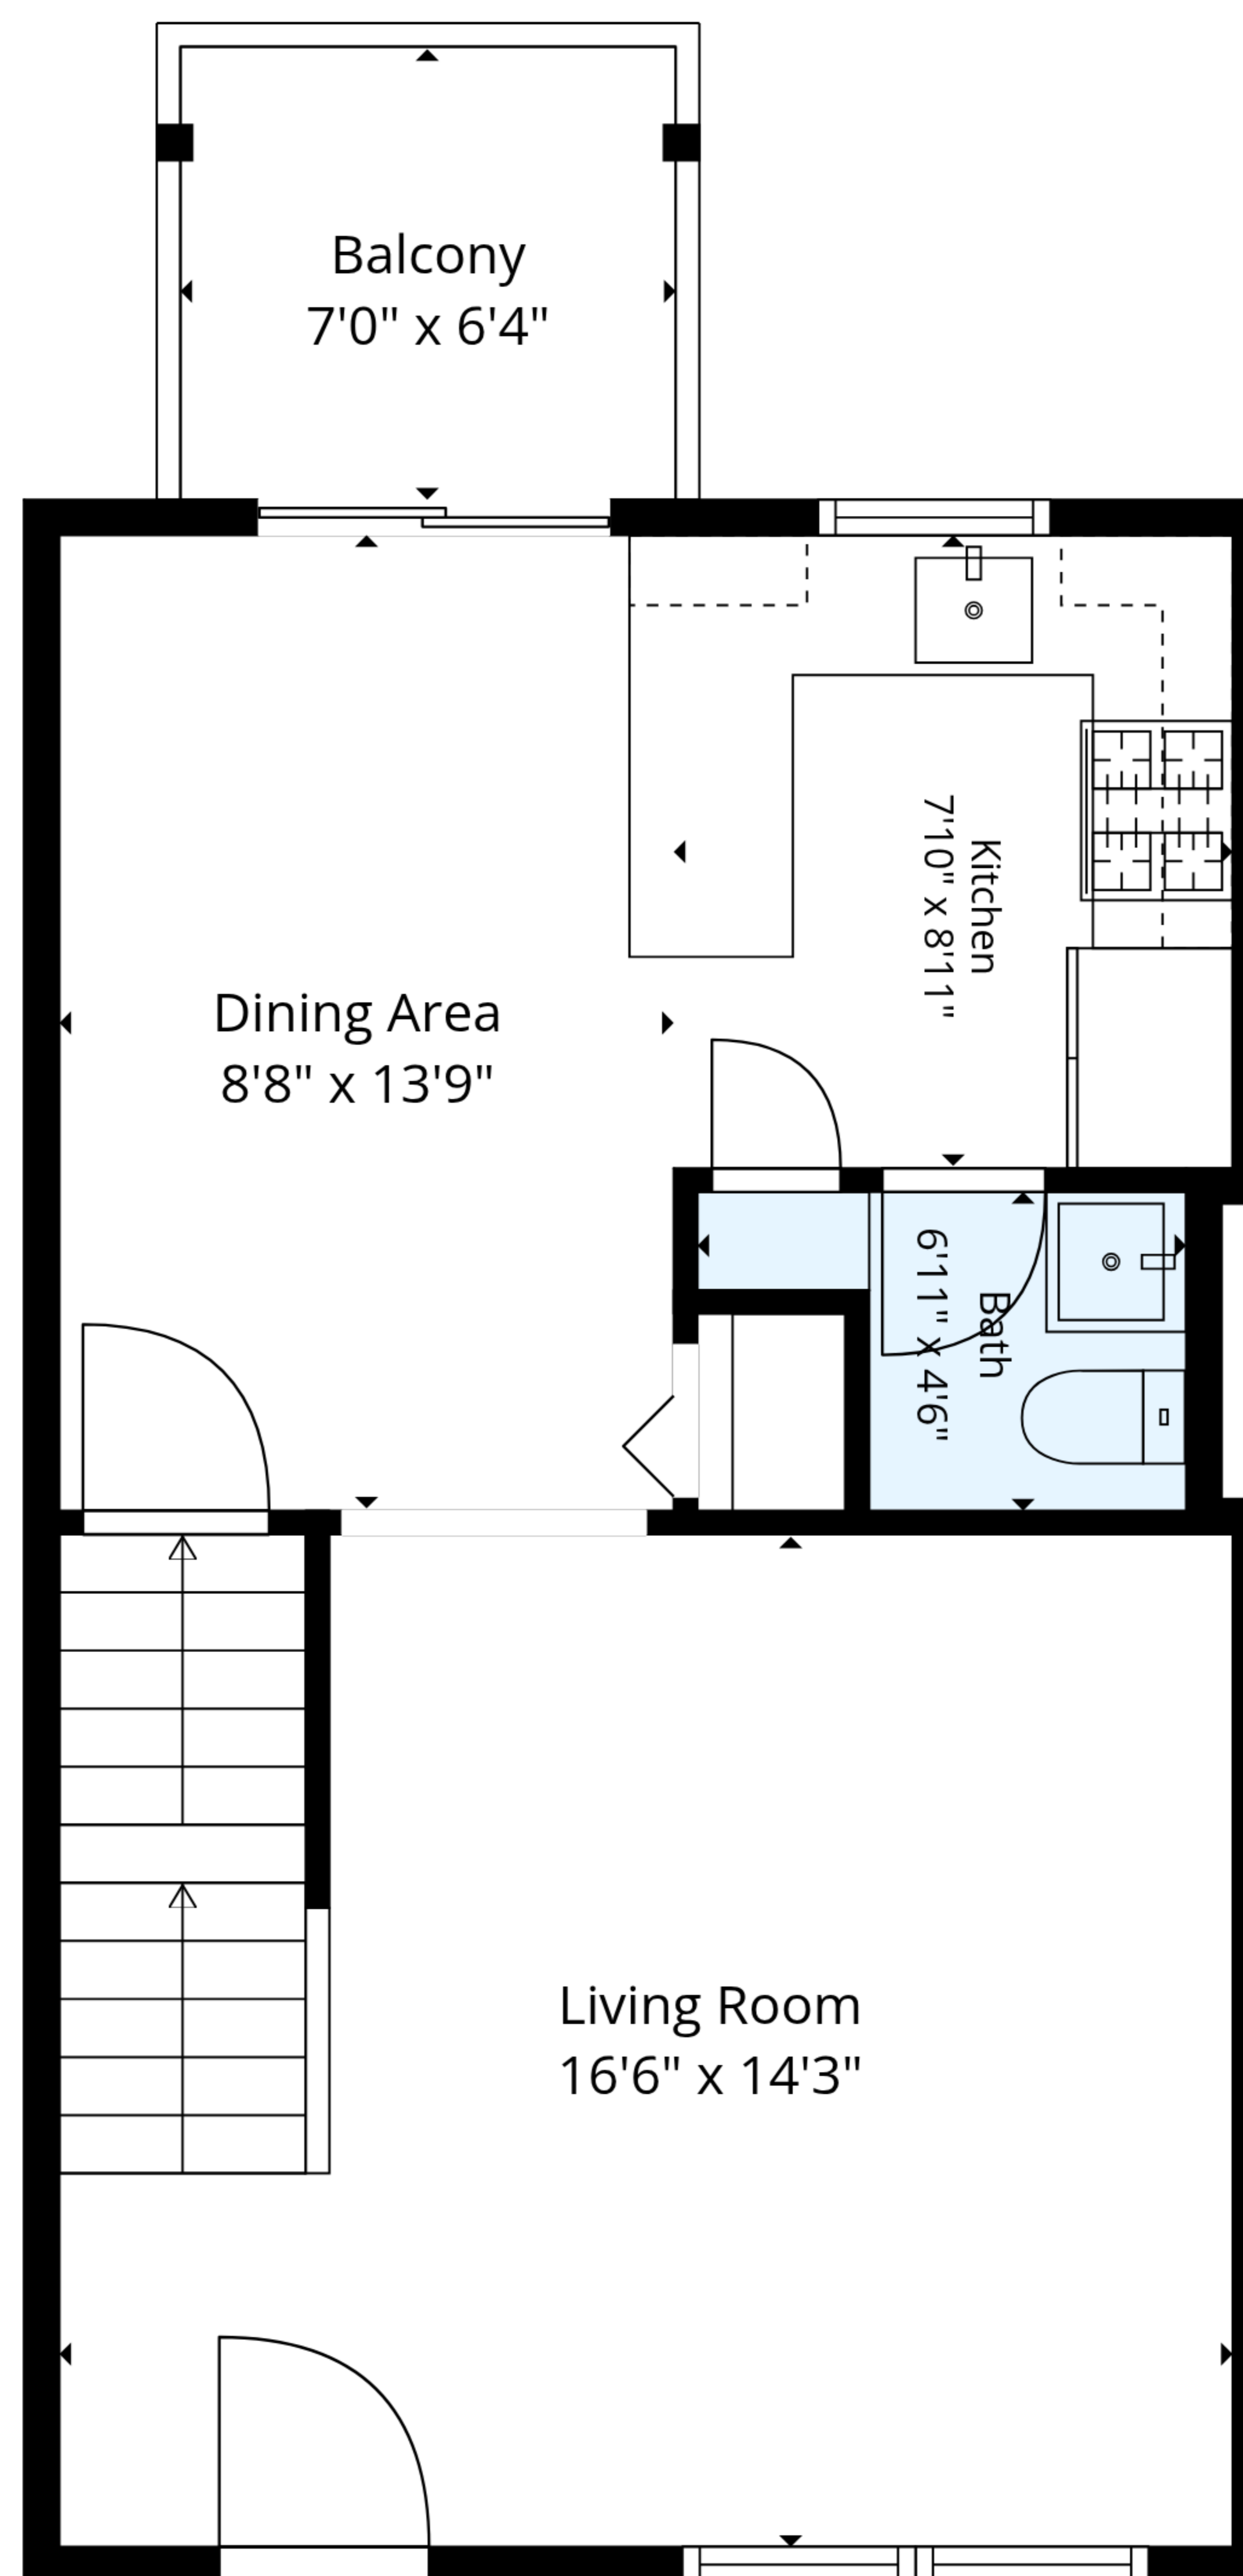 Balcony
7'0" x 6'4"
Kitchen
7'10" x 8'11"
Dining Area
8'8" x 13'9"
Bath
6'11" x 4'6"
Living Room
16'6" x 14'3"